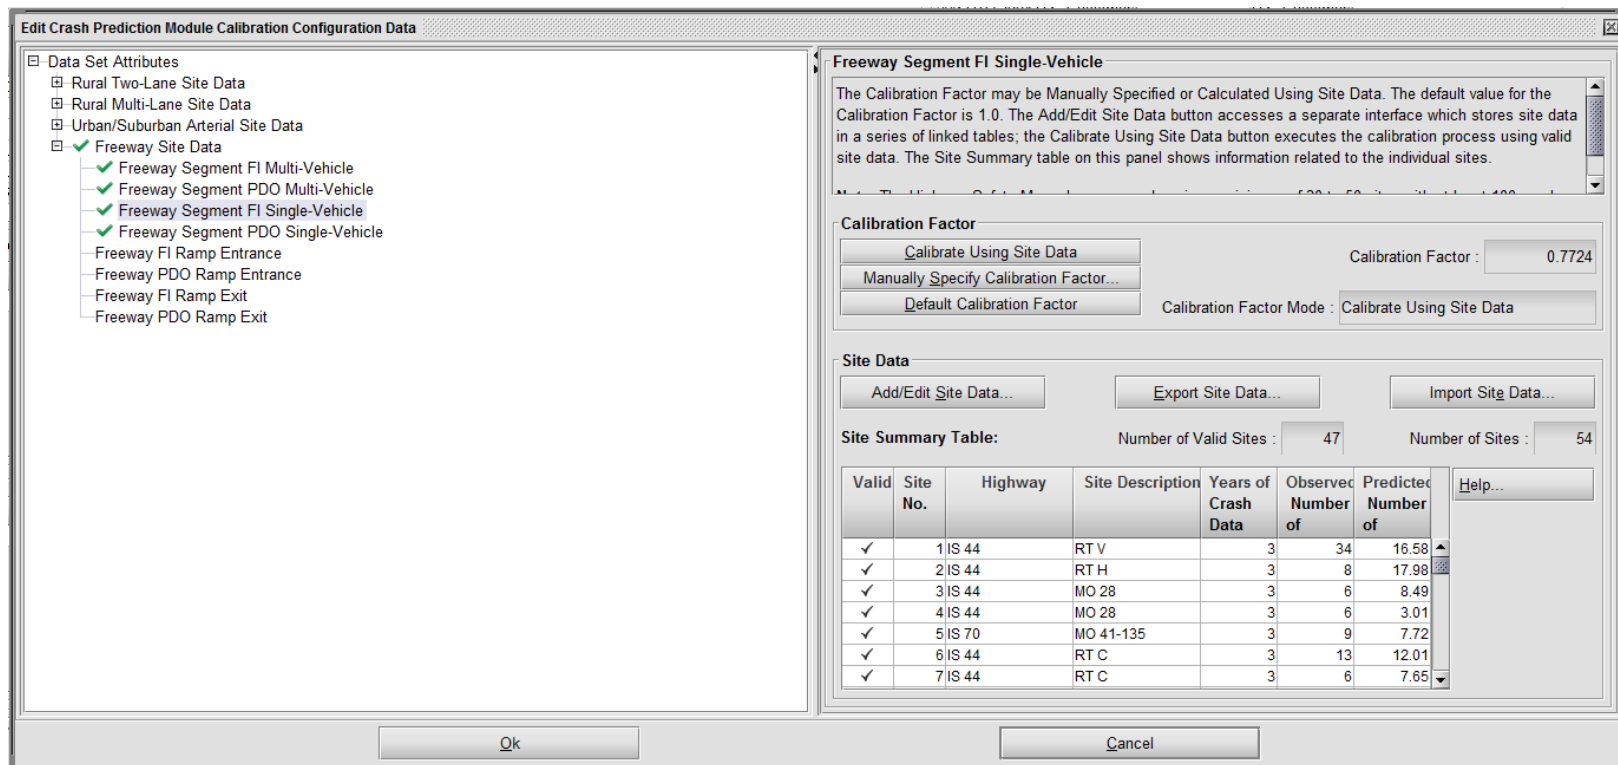 Edit Crash Prediction Module Calibration Configuration Data
Data Set Attributes
Rural Two-Lane Site Data
Rural Multi-Lane Site Data
Urban/Suburban Arterial Site Data
Freeway Site Data
Freeway Segment FI Multi-Vehicle
Freeway Segment PDO Multi-Vehicle
Freeway Segment FI Single-Vehicle
Freeway Segment PDO Single-Vehicle
Freeway FI Ramp Entrance
Freeway PDO Ramp Entrance
Freeway FI Ramp Exit
Freeway PDO Ramp Exit
Freeway Segment FI Single-Vehicle
The Calibration Factor may be Manually Specified or Calculated Using Site Data. The default value for the
Calibration Factor is 1.0. The Add/Edit Site Data button accesses a separate interface which stores site data
in a series of linked tables; the Calibrate Using Site Data button executes the calibration process using valid
site data. The Site Summary table on this panel shows information related to the individual sites.
Calibration Factor
Calibrate Using Site Data
Calibration Factor : 0.7724
Manually Specify Calibration Factor...
Default Calibration Factor
Calibration Factor Mode : Calibrate Using Site Data
Site Data
Add/Edit Site Data... Export Site Data... Import Site Data...
Site Summary Table: Number of Valid Sites : 47 Number of Sites : 54
Valid Site Highway Site Description Years of Observed Predicted
No. Crash Number Number
Data of of
Help...
✓ 1 IS 44 RT V 3 34 16.58
✓ 2 IS 44 RT H 3 8 17.98
✓ 3 IS 44 MO 28 3 6 8.49
✓ 4 IS 44 MO 28 3 6 3.01
✓ 5 IS 70 MO 41-135 3 9 7.72
✓ 6 IS 44 RT C 3 13 12.01
✓ 7 IS 44 RT C 3 6 7.65
Ok Cancel